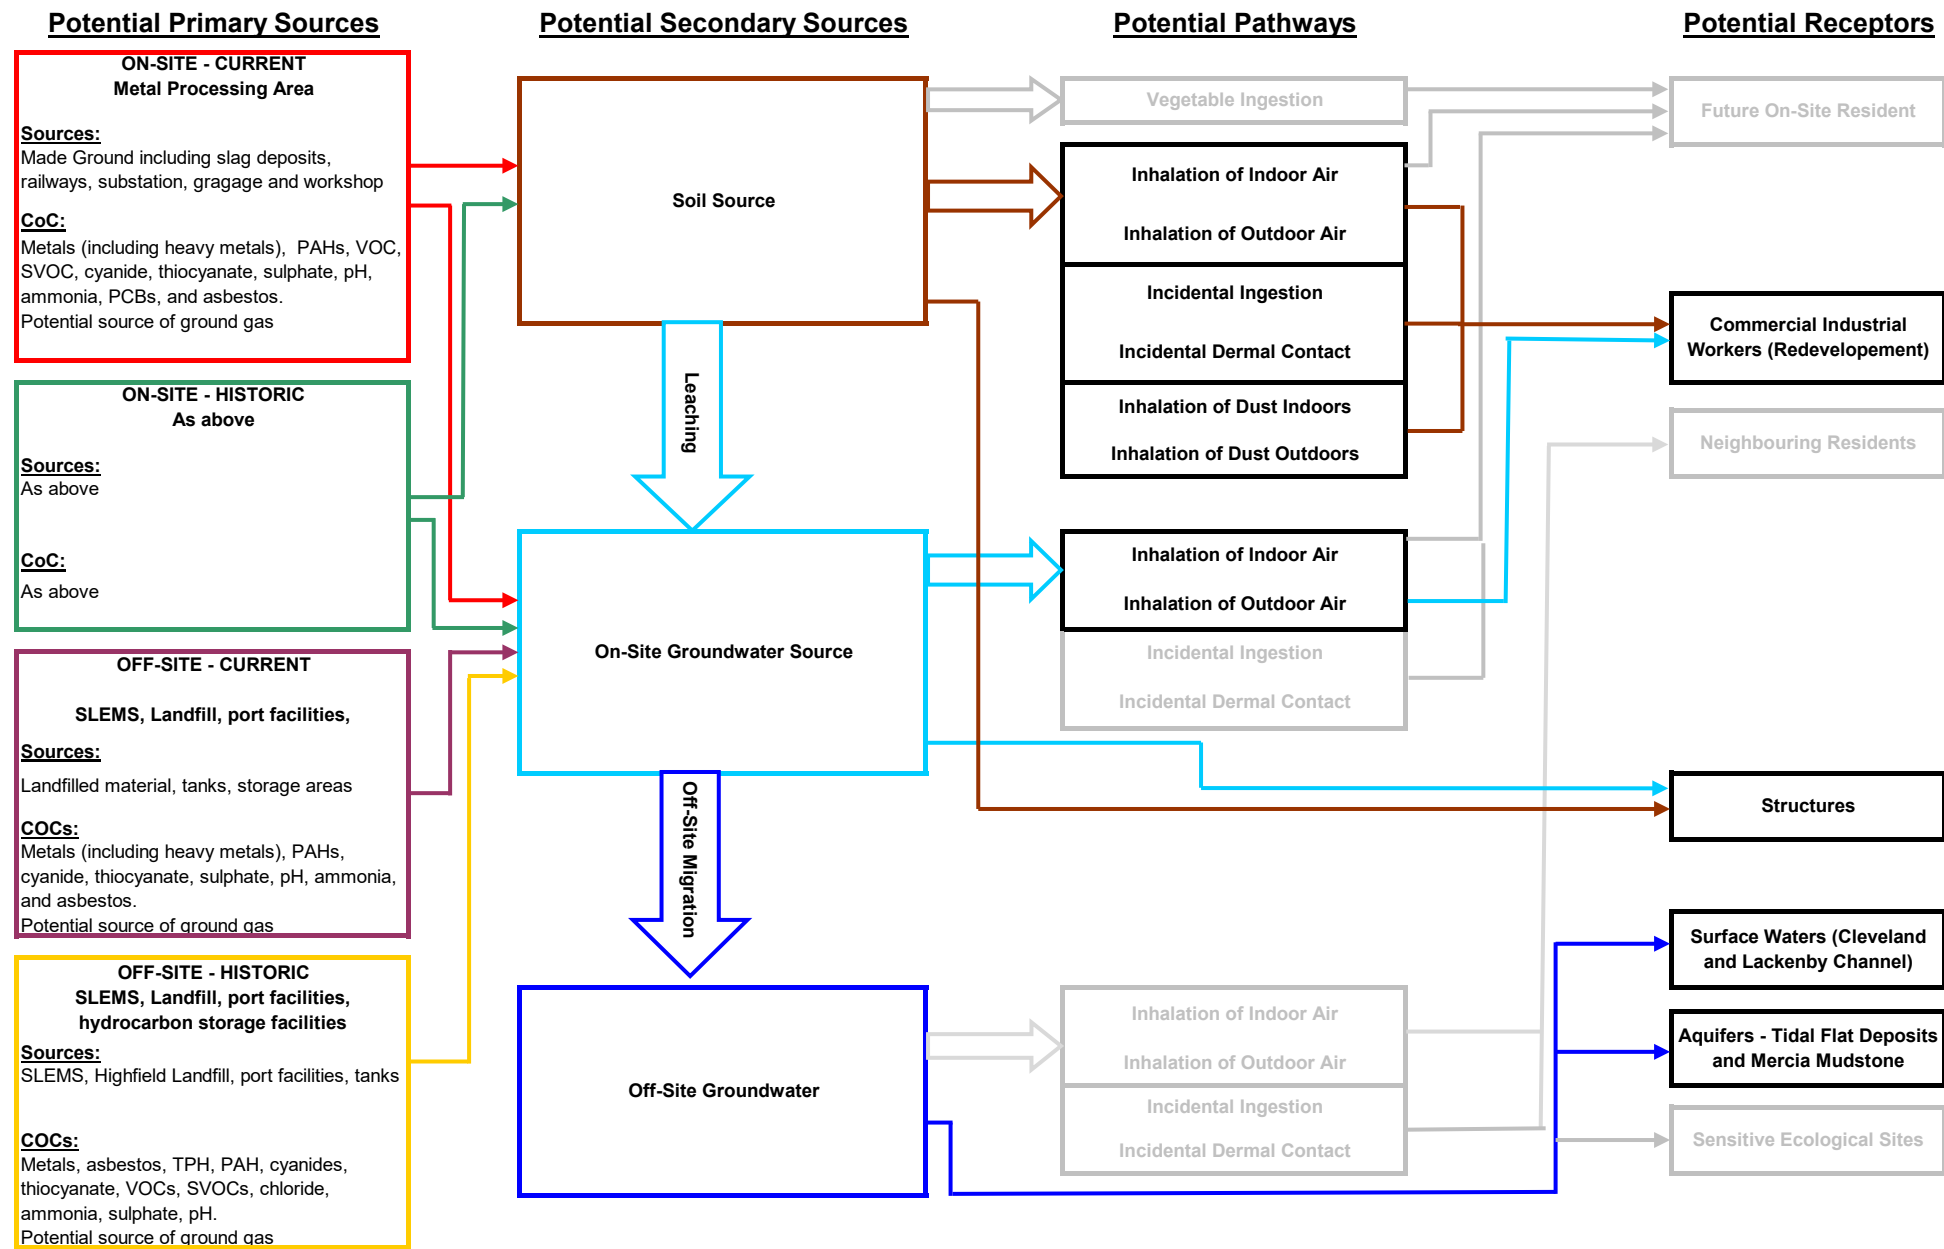 Potential Primary Sources
Potential Secondary Sources
Potential Pathways
Potential Receptors
ON-SITE - CURRENT
Metal Processing Area
Sources:
Made Ground including slag deposits,
railways, substation, gragage and workshop
CoC:
Metals (including heavy metals),  PAHs, VOC,
SVOC, cyanide, thiocyanate, sulphate, pH,
ammonia, PCBs, and asbestos.
Potential source of ground gas
ON-SITE - HISTORIC
As above
Sources:
As above
CoC:
As above
OFF-SITE - CURRENT
SLEMS, Landfill, port facilities,
Sources:
Landfilled material, tanks, storage areas
COCs:
Metals (including heavy metals), PAHs,
cyanide, thiocyanate, sulphate, pH, ammonia,
and asbestos.
Potential source of ground gas
OFF-SITE - HISTORIC
SLEMS, Landfill, port facilities,
hydrocarbon storage facilities
Sources:
SLEMS, Highfield Landfill, port facilities, tanks
COCs:
Metals, asbestos, TPH, PAH, cyanides,
thiocyanate, VOCs, SVOCs, chloride,
ammonia, sulphate, pH.
Potential source of ground gas
Soil Source
Leaching
On-Site Groundwater Source
Off-Site Migration
Off-Site Groundwater
Vegetable Ingestion
Inhalation of Indoor Air
Inhalation of Outdoor Air
Incidental Ingestion
Incidental Dermal Contact
Inhalation of Dust Indoors
Inhalation of Dust Outdoors
Inhalation of Indoor Air
Inhalation of Outdoor Air
Incidental Ingestion
Incidental Dermal Contact
Inhalation of Indoor Air
Inhalation of Outdoor Air
Incidental Ingestion
Incidental Dermal Contact
Future On-Site Resident
Commercial Industrial
Workers (Redevelopement)
Neighbouring Residents
Structures
Surface Waters (Cleveland
and Lackenby Channel)
Aquifers - Tidal Flat Deposits
and Mercia Mudstone
Sensitive Ecological Sites